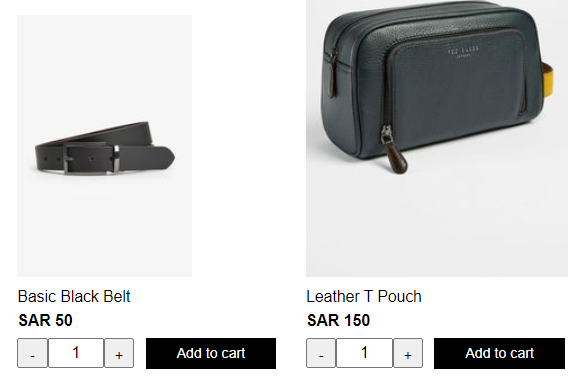 TED BAKER
LONDON
Basic Black Belt
SAR 50
- 1 +
Add to cart
Leather T Pouch
SAR 150
- 1 +
Add to cart